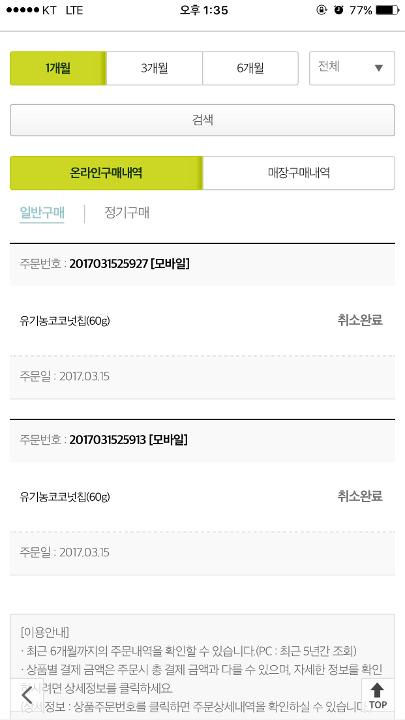 KT LTE 오후 1:35 77%
1개월 3개월 6개월 전체
검색
온라인구매내역 매장구매내역
일반구매 정기구매
주문번호 : 2017031525927 [모바일]
유기농코코넛칩(60g) 취소완료
주문일 : 2017.03.15
주문번호 : 2017031525913 [모바일]
유기농코코넛칩(60g) 취소완료
주문일 : 2017.03.15
[이용안내]
· 최근 6개월까지의 주문내역을 확인할 수 있습니다.(PC : 최근 5년간 조회)
· 상품별 결제 금액은 주문시 총 결제 금액과 다를 수 있으며, 자세한 정보를 확인
려면 상세정보를 클릭하세요.
정보 : 상품주문번호를 클릭하면 주문상세내역을 확인하실 수 있습니다
TOP